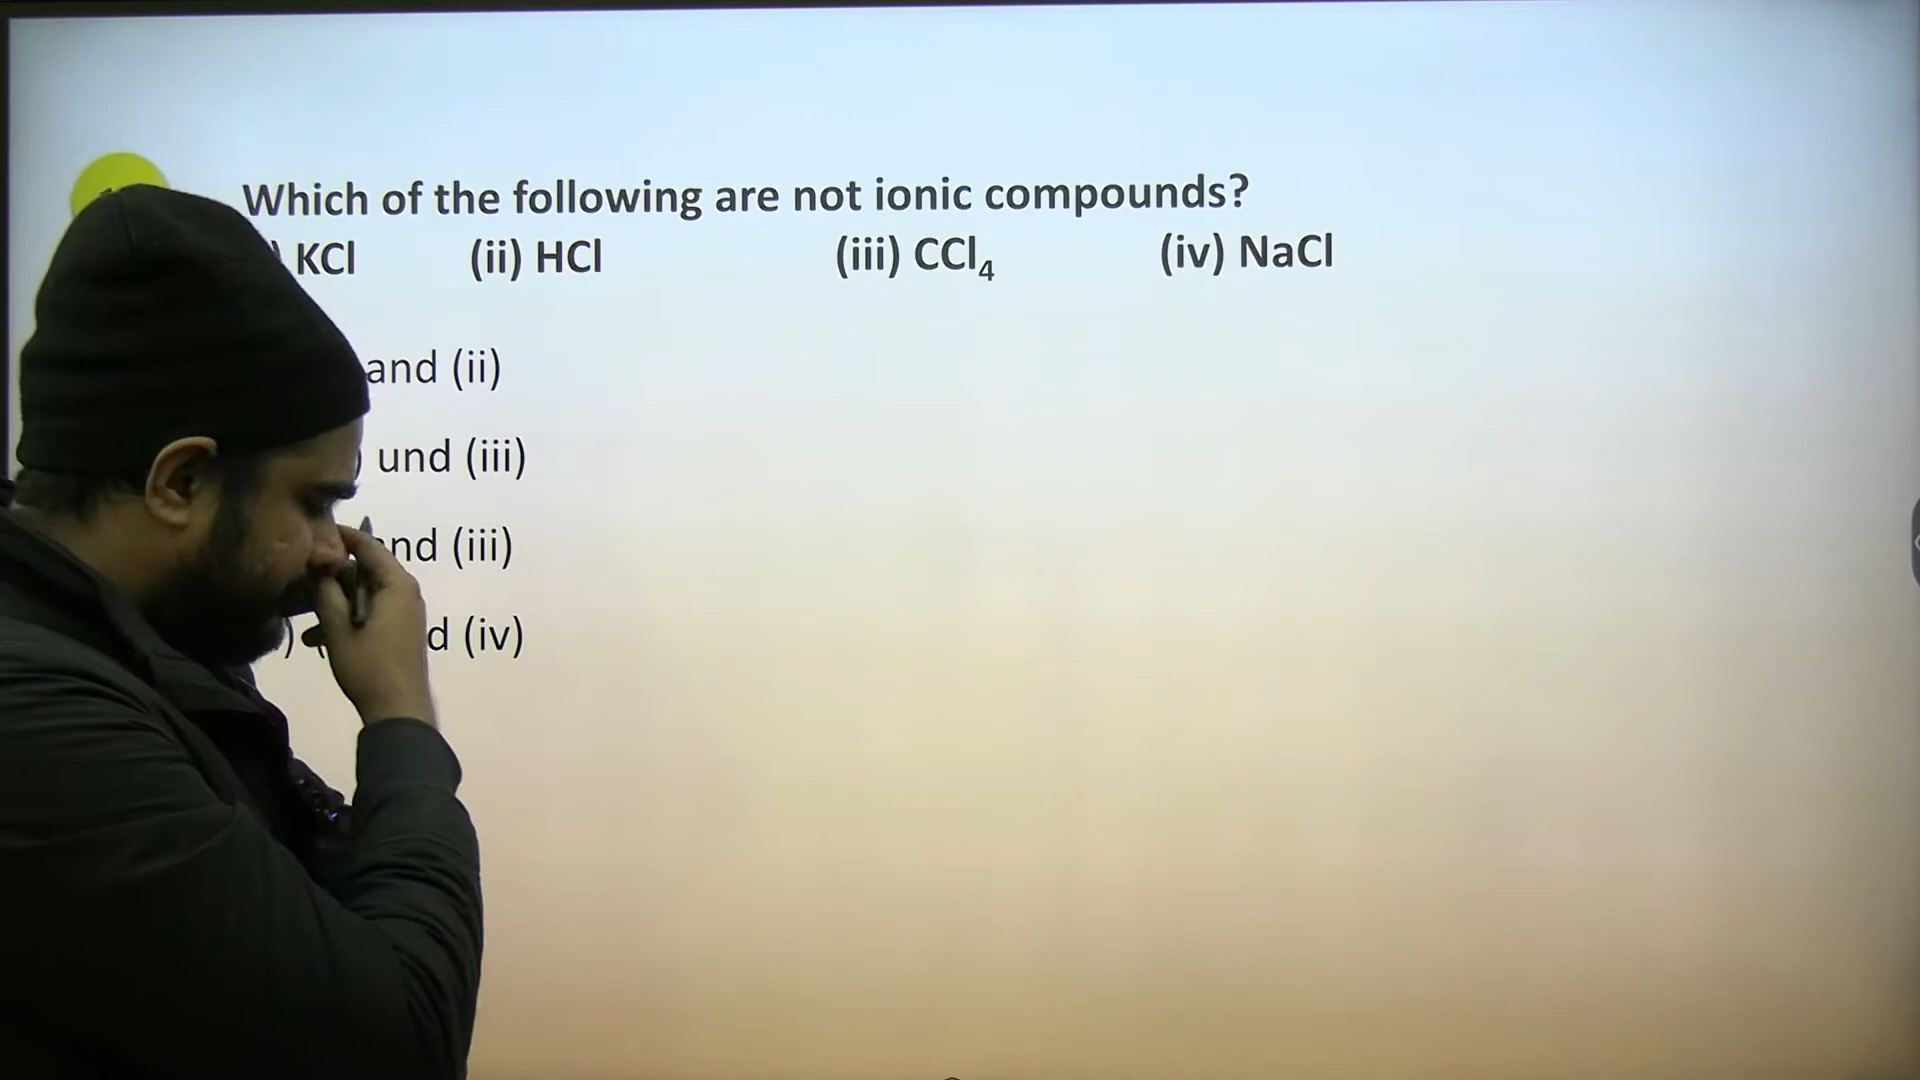 Which of the following are not ionic compounds?
) KCl (ii) HCl (iii) CCl₄ (iv) NaCl
and (ii)
) und (iii)
nd (iii)
) ( d (iv)